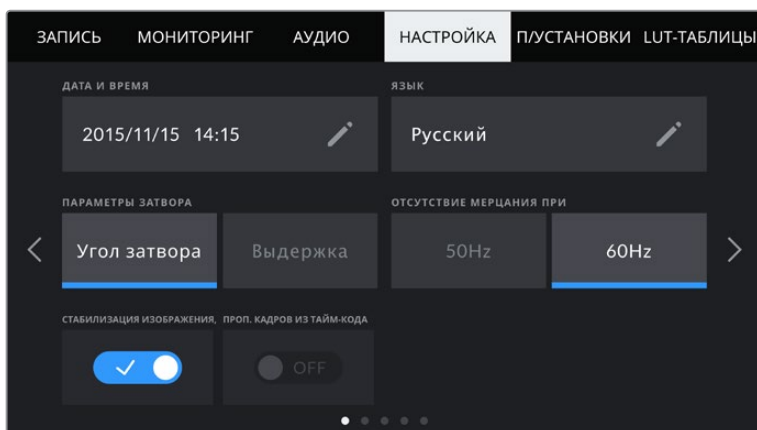 ЗАПИСЬ МОНИТОРИНГ АУДИО НАСТРОЙКА П/УСТАНОВКИ LUT-ТАБЛИЦЫ
ДАТА И ВРЕМЯ ЯЗЫК
2015/11/15 14:15 Русский
ПАРАМЕТРЫ ЗАТВОРА ОТСУТСТВИЕ МЕРЦАНИЯ ПРИ
Угол затвора Выдержка 50Hz 60Hz
СТАБИЛИЗАЦИЯ ИЗОБРАЖЕНИЯ, ПРОП. КАДРОВ ИЗ ТАЙМ-КОДА
OFF